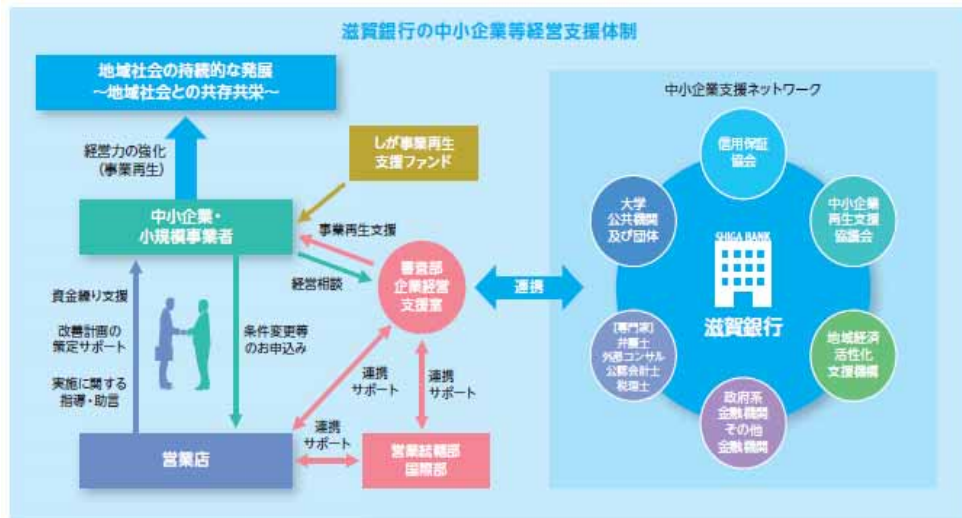 滋賀銀行の中小企業等経営支援体制
地域社会の持続的な発展
～地域社会との共存共栄～
経営力の強化
（事業再生）
しが事業再生
支援ファンド
中小企業・
小規模事業者
事業再生支援
経営相談
審査部
企業経営
支援室
資金繰り支援
改善計画の
策定サポート
実施に関する
指導・助言
条件変更等
のお申込み
連携
サポート
連携
サポート
連携
サポート
営業店
営業統轄部
国際部
連携
中小企業支援ネットワーク
信用保証
協会
大学
公共機関
及び団体
中小企業
再生支援
協議会
SHIGA BANK
滋賀銀行
［専門家］
弁護士
外部コンサル
公認会計士
税理士
地域経済
活性化
支援機構
政府系
金融機関
その他
金融機関